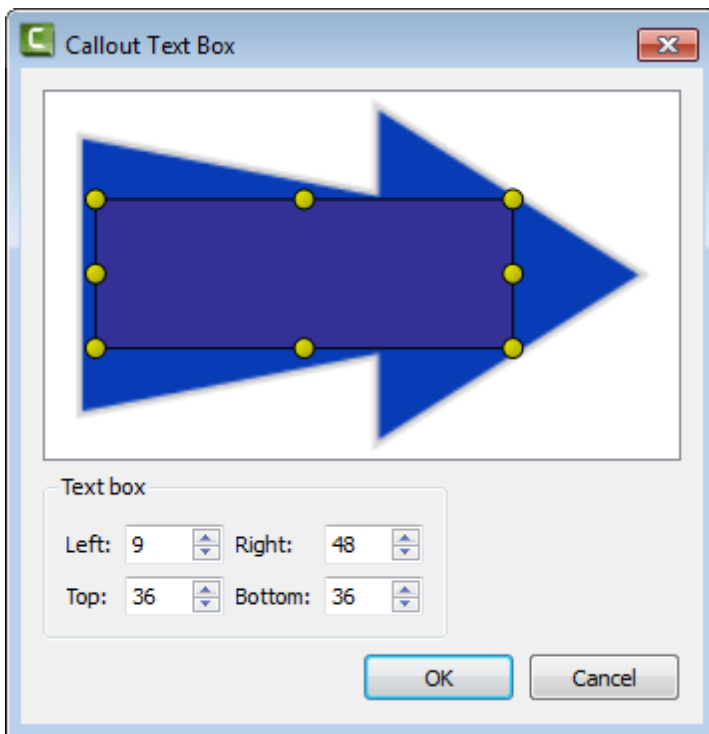 Callout Text Box
Text box
Left: 9 Right: 48
Top: 36 Bottom: 36
OK Cancel